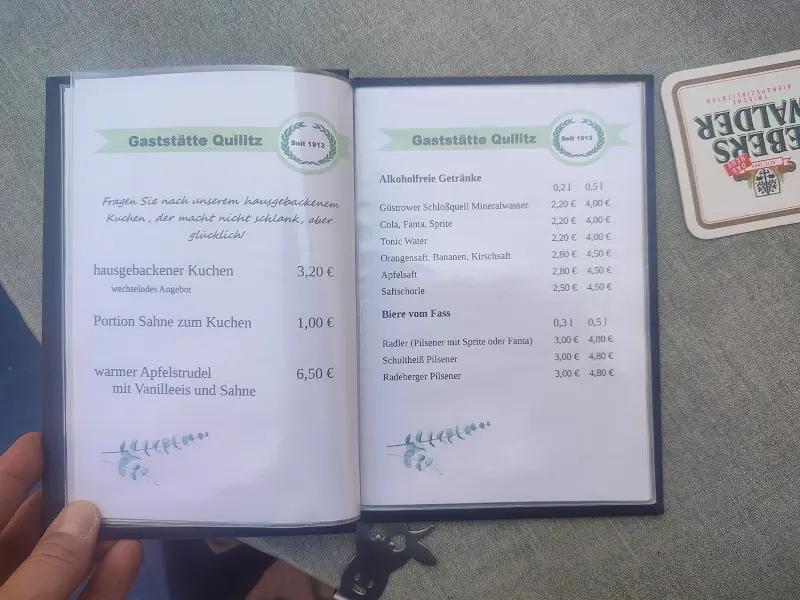 Gaststätte Quilitz
Seit 1913
Fragen Sie nach unserem hausgebackenem
Kuchen, der macht nicht schlank, aber
glücklich!
hausgebackener Kuchen 3,20 €
wechselndes Angebot
Portion Sahne zum Kuchen 1,00 €
warmer Apfelstrudel 6,50 €
mit Vanilleeis und Sahne
Gaststätte Quilitz
Seit 1913
Alkoholfreie Getränke
0,2 l 0,5 l
Güstrower Schloßquell Mineralwasser 2,20 € 4,00 €
Cola, Fanta, Sprite 2,20 € 4,00 €
Tonic Water 2,20 € 4,00 €
Orangensaft, Bananen, Kirschsaft 2,80 € 4,50 €
Apfelsaft 2,80 € 4,50 €
Saftschorle 2,50 € 4,50 €
Biere vom Fass
0,3 l 0,5 l
Radler (Pilsener mit Sprite oder Fanta) 3,00 € 4,80 €
Schultheiß Pilsener 3,00 € 4,80 €
Radeberger Pilsener 3,00 € 4,80 €
EBERS
WALDER
FRISCHE
BIERSPEZIALITÄTEN